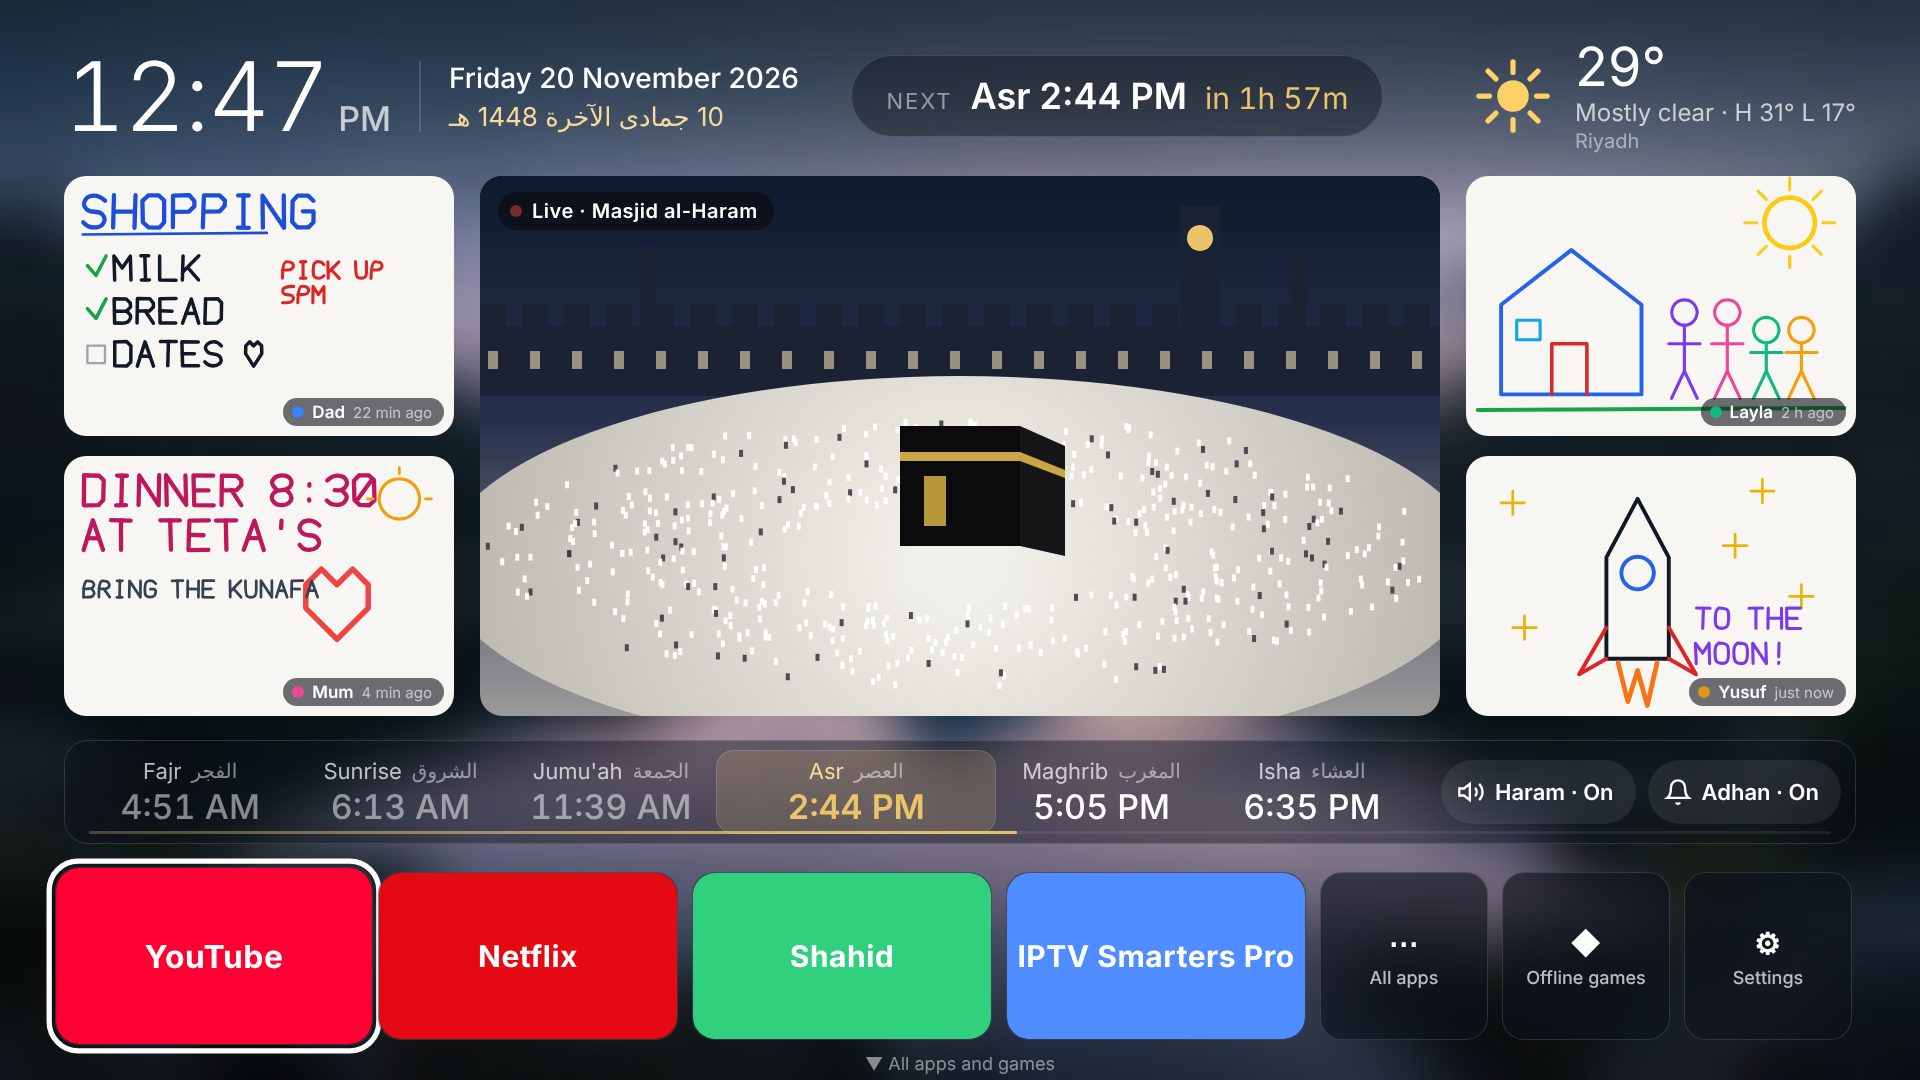 12:47 PM
Friday 20 November 2026
10 جمادى الآخرة 1448 هـ
NEXT Asr 2:44 PM in 1h 57m
29°
Mostly clear · H 31° L 17°
Riyadh
SHOPPING
MILK
BREAD
DATES
PICK UP
5PM
Dad 22 min ago
Live · Masjid al-Haram
Layla 2 h ago
DINNER 8:30
AT TETA'S
BRING THE KUNAFA
Mum 4 min ago
TO THE
MOON!
Yusuf just now
Fajr الفجر
4:51 AM
Sunrise الشروق
6:13 AM
Jumu'ah الجمعة
11:39 AM
Asr العصر
2:44 PM
Maghrib المغرب
5:05 PM
Isha العشاء
6:35 PM
Haram · On
Adhan · On
YouTube
Netflix
Shahid
IPTV Smarters Pro
All apps
Offline games
Settings
▼ All apps and games